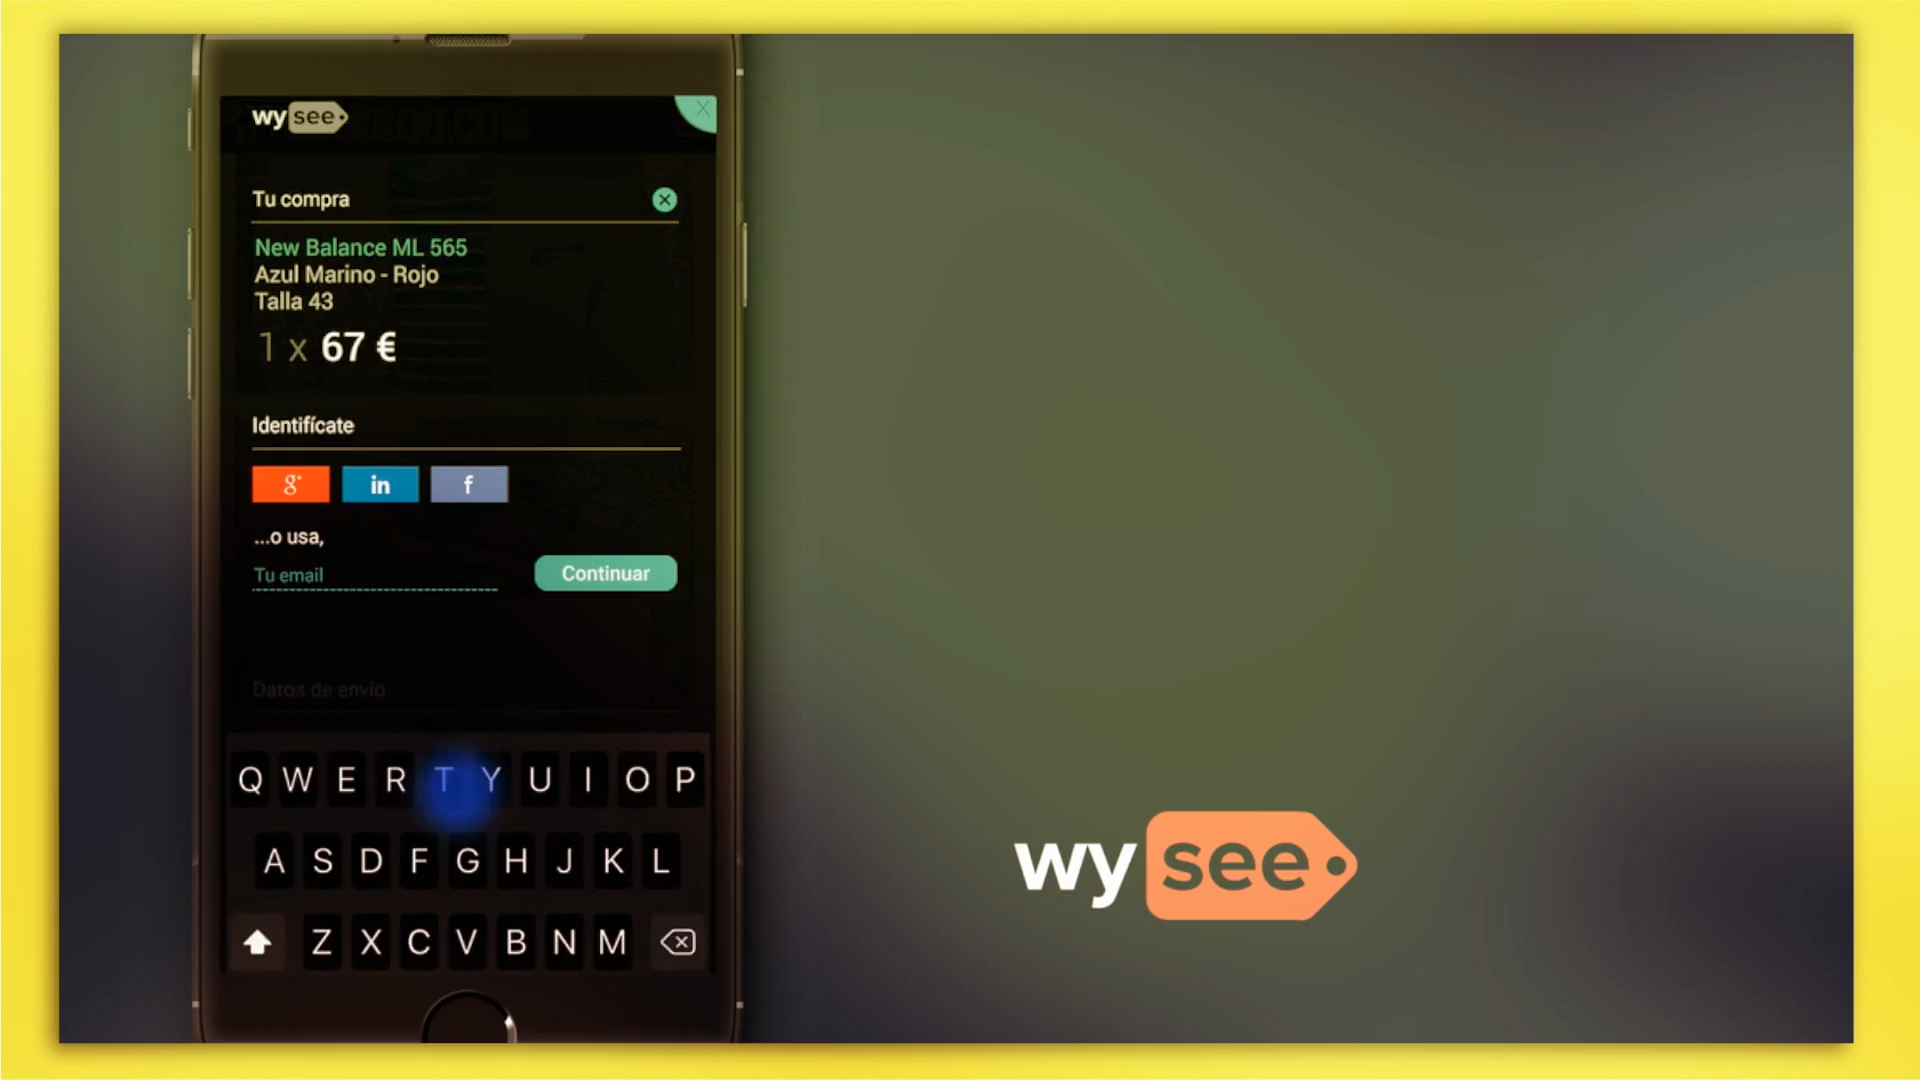 wysee
X
Tu compra
New Balance ML 565
Azul Marino - Rojo
Talla 43
1 x 67 €
Identifícate
g+ in f
...o usa,
Tu email
Continuar
Datos de envío
Q W E R T Y U I O P
A S D F G H J K L
Z X C V B N M
wysee